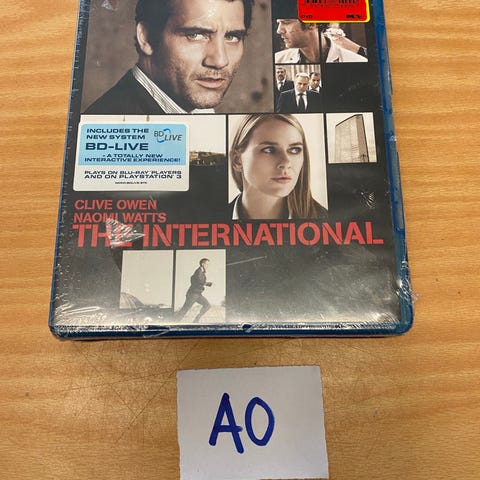 INCLUDES THE
NEW SYSTEM
BD-LIVE
- A TOTALLY NEW
INTERACTIVE EXPERIENCE!
BD LIVE
PLAYS ON BLU-RAY PLAYERS
AND ON PLAYSTATION 3
CLIVE OWEN
NAOMI WATTS
THE INTERNATIONAL
AO